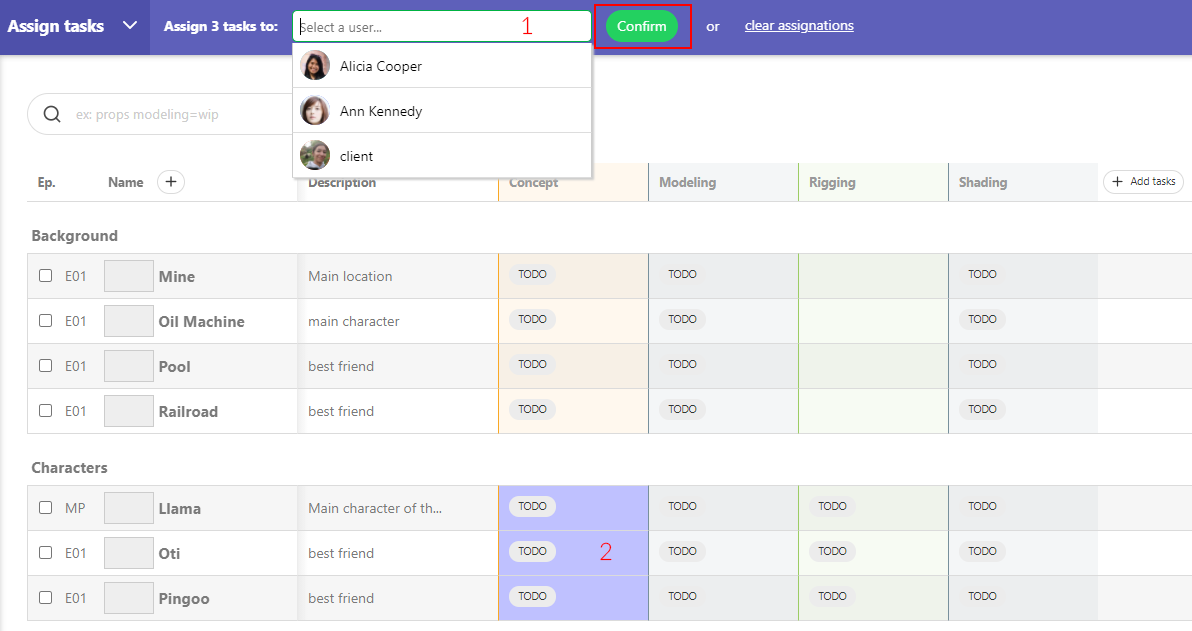 Assign tasks Assign 3 tasks to: Select a user... 1 Confirm or clear assignations
Alicia Cooper
ex: props modeling=wip Ann Kennedy
client
Ep. Name + Description Concept Modeling Rigging Shading + Add tasks
Background
E01 Mine Main location TODO TODO TODO
E01 Oil Machine main character TODO TODO TODO
E01 Pool best friend TODO TODO TODO
E01 Railroad best friend TODO TODO TODO
Characters
MP Llama Main character of th... TODO TODO TODO TODO
E01 Oti best friend TODO 2 TODO TODO TODO
E01 Pingoo best friend TODO TODO TODO TODO